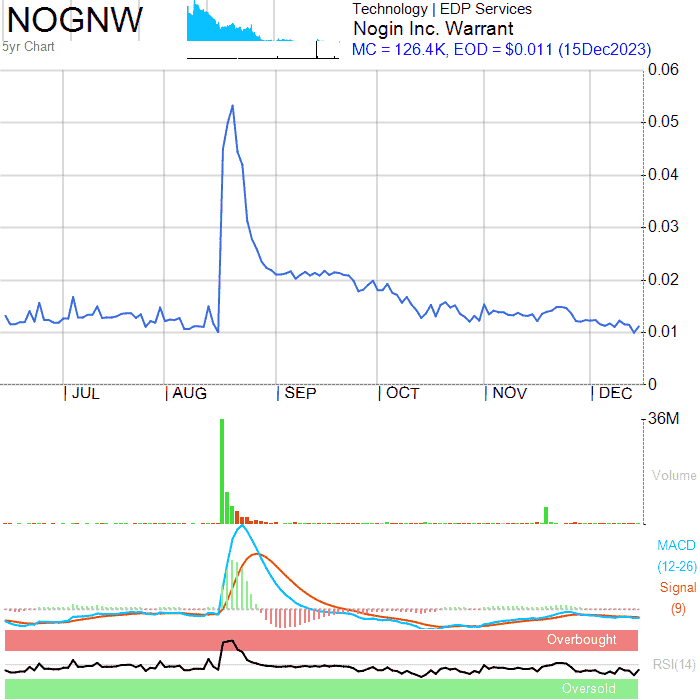 NOGNW
5yr Chart
Technology | EDP Services
Nogin Inc. Warrant
MC = 126.4K, EOD = $0.011 (15Dec2023)
0.06
0.05
0.04
0.03
0.02
0.01
0
| JUL | AUG | SEP | OCT | NOV | DEC
36M
Volume
MACD
(12-26)
Signal
(9)
Overbought
RSI(14)
Oversold